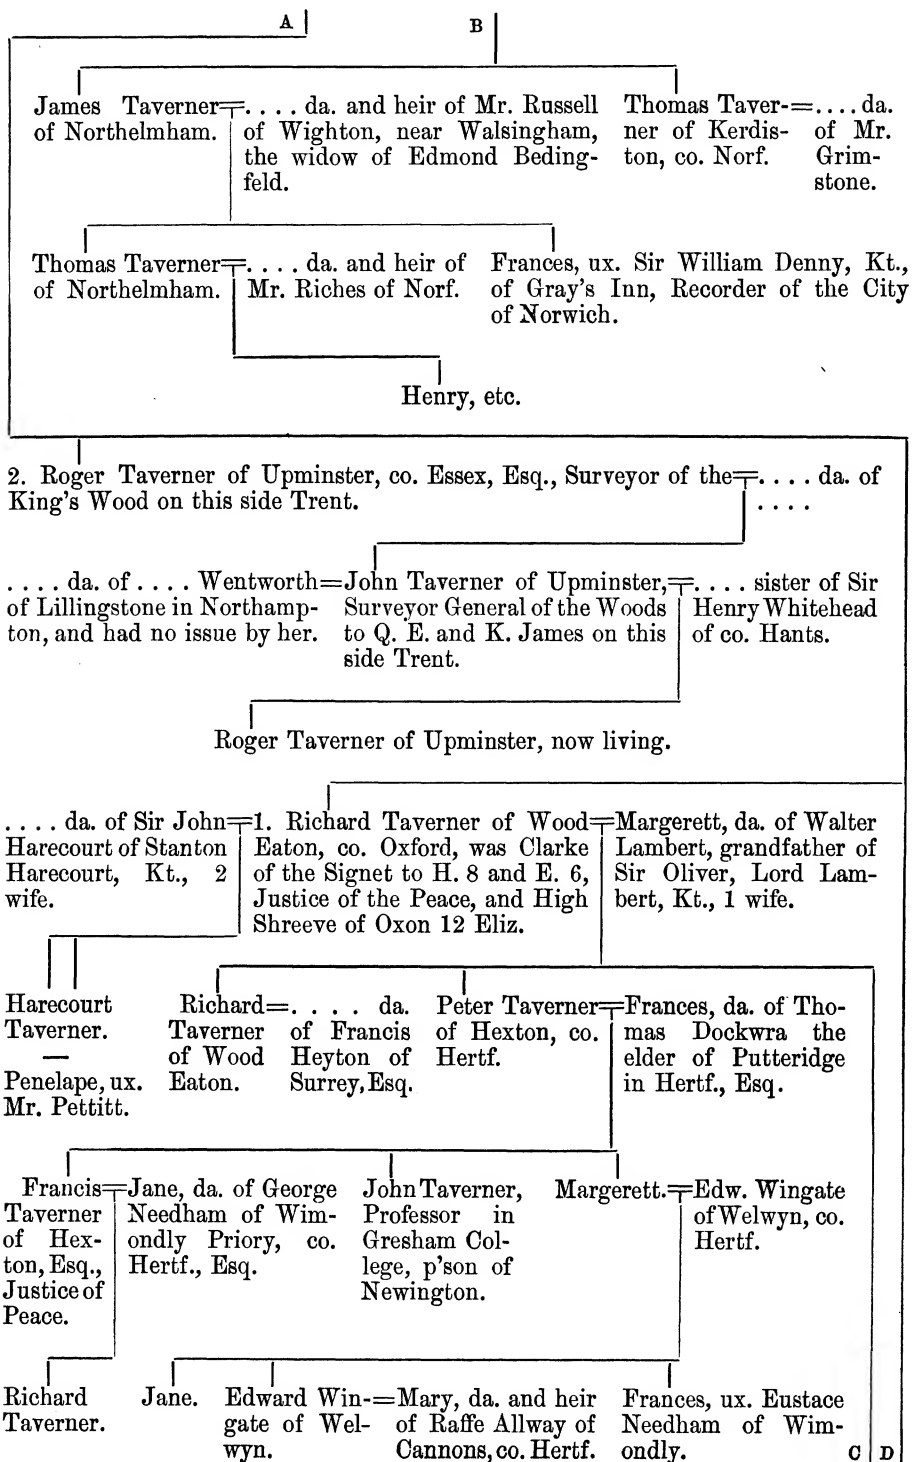 A
B
James Taverner=. . . . da. and heir of Mr. Russell
of Northelmham.
of Wighton, near Walsingham,
the widow of Edmond Beding-
feld.
Thomas Taver-=. . . . da.
ner of Kerdis-
ton, co. Norf.
of Mr.
Grim-
stone.
Thomas Taverner=. . . . da. and heir of
of Northelmham.
Mr. Riches of Norf.
Frances, ux. Sir William Denny, Kt.,
of Gray's Inn, Recorder of the City
of Norwich.
Henry, etc.
2. Roger Taverner of Upminster, co. Essex, Esq., Surveyor of the=. . . . da. of
King's Wood on this side Trent.
. . . .
. . . . da. of . . . . Wentworth=
of Lillingstone in Northamp-
ton, and had no issue by her.
John Taverner of Upminster,=
Surveyor General of the Woods
to Q. E. and K. James on this
side Trent.
. . . . sister of Sir
Henry Whitehead
of co. Hants.
Roger Taverner of Upminster, now living.
. . . . da. of Sir John=
Harecourt of Stanton
Harecourt, Kt., 2
wife.
1. Richard Taverner of Wood=
Eaton, co. Oxford, was Clarke
of the Signet to H. 8 and E. 6,
Justice of the Peace, and High
Shreeve of Oxon 12 Eliz.
Margerett, da. of Walter
Lambert, grandfather of
Sir Oliver, Lord Lam-
bert, Kt., 1 wife.
Harecourt
Taverner.
—
Penelape, ux.
Mr. Pettitt.
Richard=
Taverner
of Wood
Eaton.
. . . . da.
of Francis
Heyton of
Surrey, Esq.
Peter Taverner=
of Hexton, co.
Hertf.
Frances, da. of Tho-
mas Dockwra the
elder of Putteridge
in Hertf., Esq.
Francis=
Taverner
of Hex-
ton, Esq.,
Justice of
Peace.
Jane, da. of George
Needham of Wim-
ondly Priory, co.
Hertf., Esq.
John Taverner,
Professor in
Gresham Col-
lege, p'son of
Newington.
Margerett.=
Edw. Wingate
of Welwyn, co.
Hertf.
Richard
Taverner.
Jane.
Edward Win-=
gate of Wel-
wyn.
Mary, da. and heir
of Raffe Allway of
Cannons, co. Hertf.
Frances, ux. Eustace
Needham of Wim-
ondly.
C
D